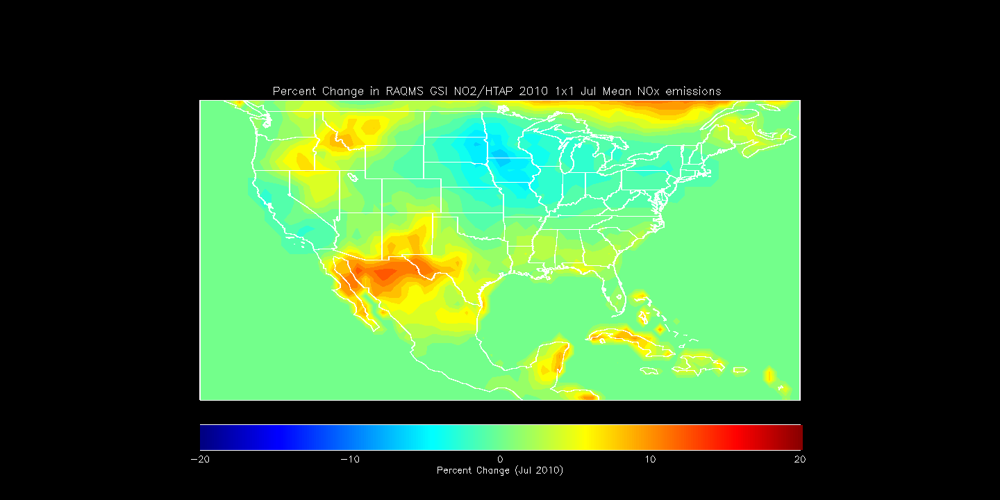 Percent Change in RAQMS GSI NO2/HTAP 2010 1x1 Jul Mean NOx emissions
−20 −10 0 10 20
Percent Change (Jul 2010)